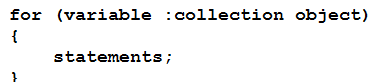 for (variable :collection object)
{
    statements;
}